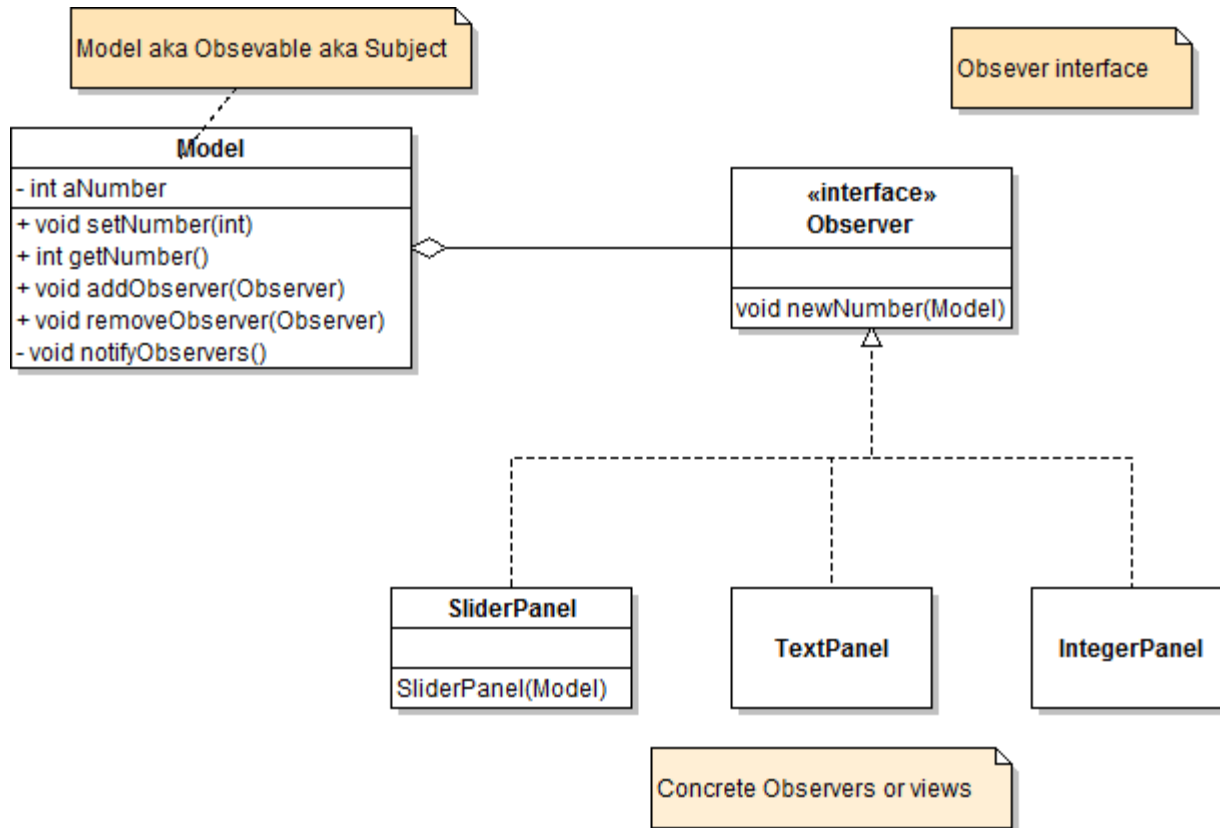 Model aka Obsevable aka Subject
Obsever interface
Model
- int aNumber
+ void setNumber(int)
+ int getNumber()
+ void addObserver(Observer)
+ void removeObserver(Observer)
- void notifyObservers()
«interface»
Observer
void newNumber(Model)
SliderPanel
SliderPanel(Model)
TextPanel
IntegerPanel
Concrete Observers or views